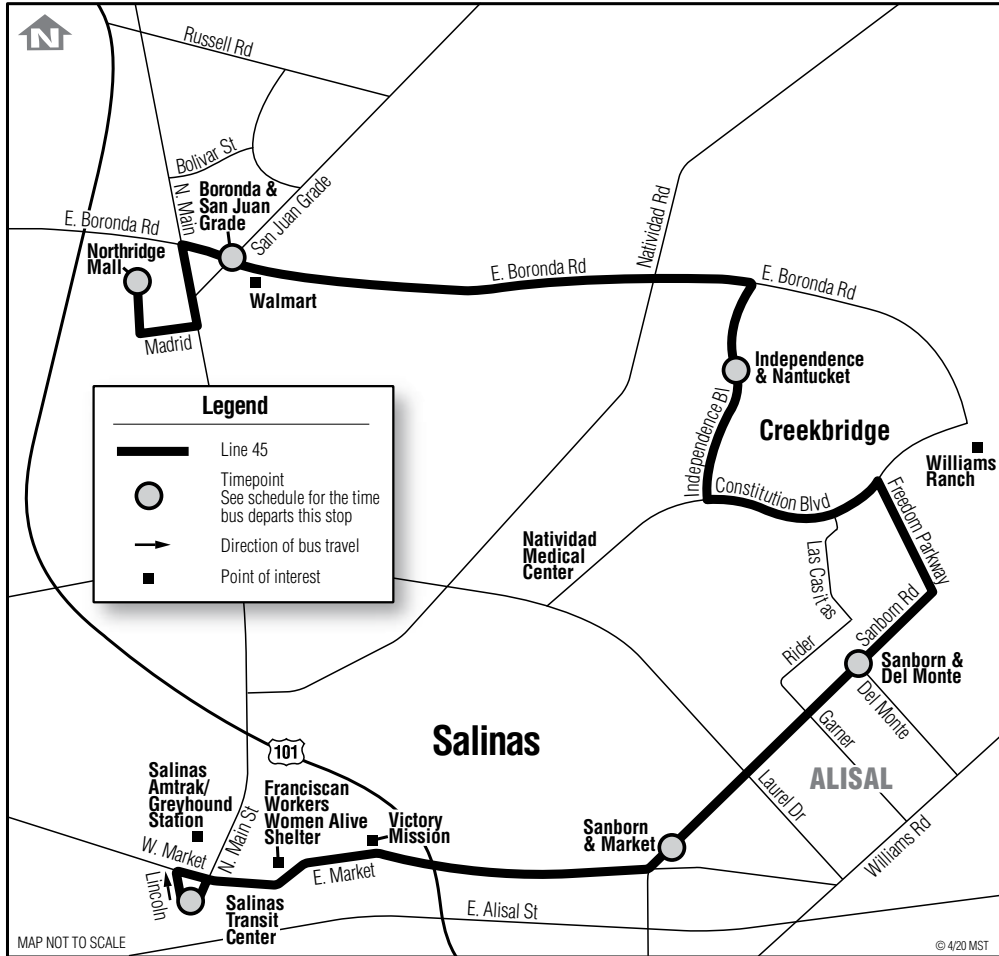 N
Russell Rd
Bolivar St
N. Main
Boronda &
San Juan
Grade
San Juan Grade
E. Boronda Rd
Northridge
Mall
Walmart
Madrid
E. Boronda Rd
Natividad Rd
E. Boronda Rd
Independence
& Nantucket
Independence Bl
Creekbridge
Williams
Ranch
Constitution Blvd
Freedom Parkway
Legend
Line 45
Timepoint
See schedule for the time
bus departs this stop
Direction of bus travel
Point of interest
Natividad
Medical
Center
Las Casitas
Sanborn Rd
Rider
Sanborn &
Del Monte
Del Monte
Garner
ALISAL
Laurel Dr
Williams Rd
Salinas
101
Salinas
Amtrak/
Greyhound
Station
Franciscan
Workers
Women Alive
Shelter
Victory
Mission
Sanborn
& Market
N. Main St
W. Market
Lincoln
E. Market
Salinas
Transit
Center
E. Alisal St
MAP NOT TO SCALE
© 4/20 MST